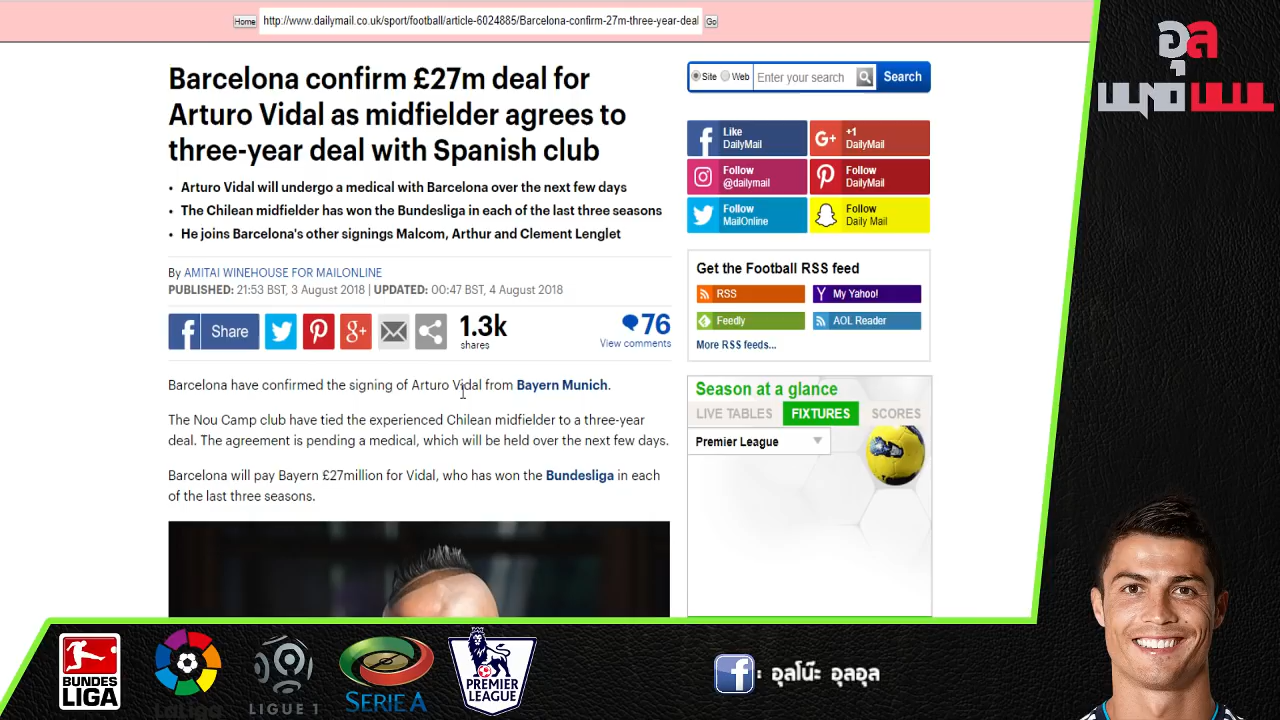 Home
http://www.dailymail.co.uk/sport/football/article-6024885/Barcelona-confirm-27m-three-year-deal
Go
Barcelona confirm £27m deal for
Arturo Vidal as midfielder agrees to
three-year deal with Spanish club
• Arturo Vidal will undergo a medical with Barcelona over the next few days
• The Chilean midfielder has won the Bundesliga in each of the last three seasons
• He joins Barcelona's other signings Malcom, Arthur and Clement Lenglet
By AMITAI WINEHOUSE FOR MAILONLINE
PUBLISHED: 21:53 BST, 3 August 2018 | UPDATED: 00:47 BST, 4 August 2018
Share
1.3k
shares
76
View comments
Barcelona have confirmed the signing of Arturo Vidal from Bayern Munich.
The Nou Camp club have tied the experienced Chilean midfielder to a three-year
deal. The agreement is pending a medical, which will be held over the next few days.
Barcelona will pay Bayern £27million for Vidal, who has won the Bundesliga in each
of the last three seasons.
Site Web Enter your search Search
Like
DailyMail
G+ +1
DailyMail
Follow
@dailymail
Follow
DailyMail
Follow
MailOnline
Follow
Daily Mail
Get the Football RSS feed
RSS
My Yahoo!
Feedly
AOL Reader
More RSS feeds...
Season at a glance
LIVE TABLES FIXTURES SCORES
Premier League
อุล
BUNDES
LIGA
LaLiga
LIGUE 1
SERIE A
PREMIER
LEAGUE
: อุลโน๊ะ อุลอุล